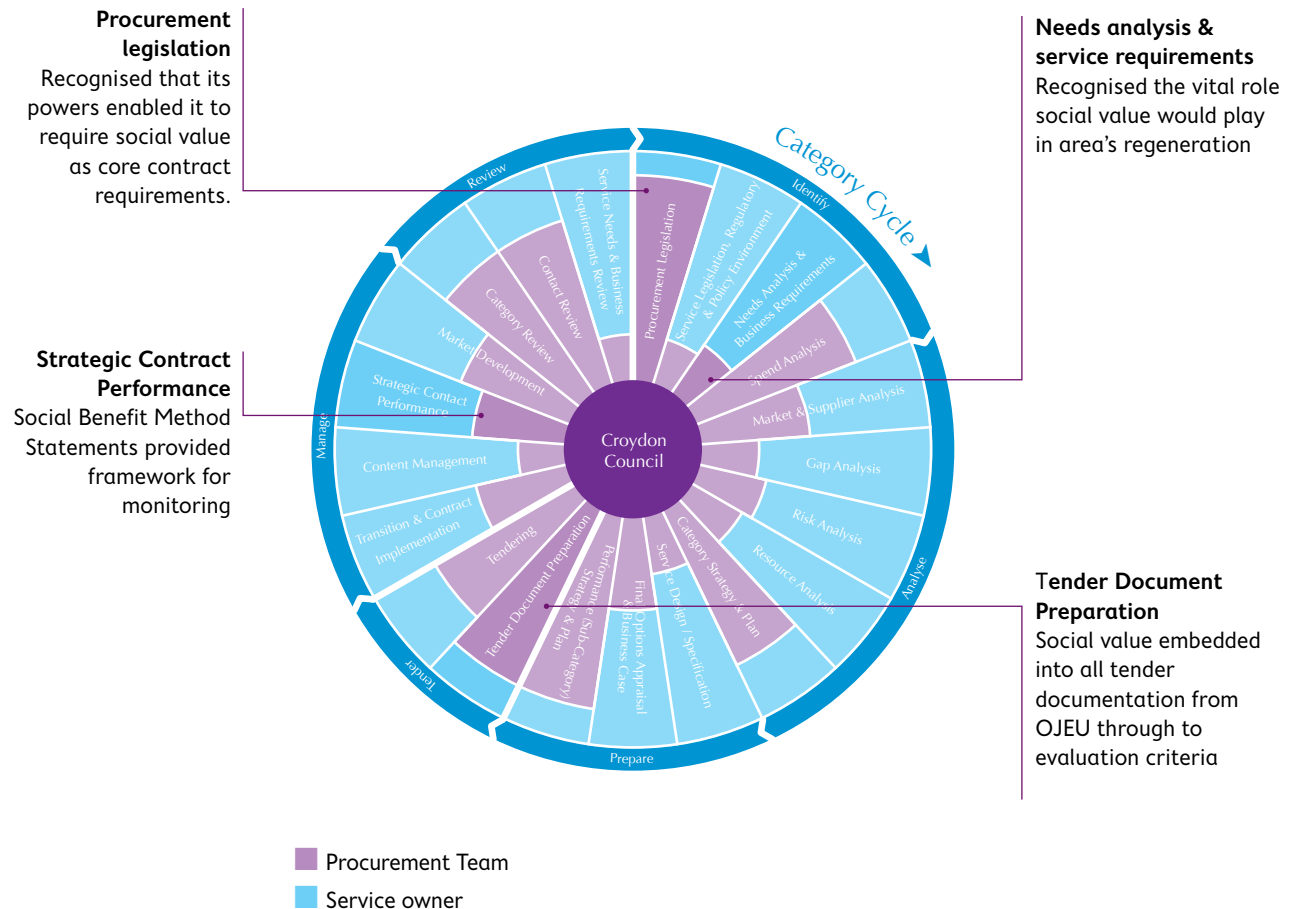 Procurement
legislation
Recognised that its
powers enabled it to
require social value
as core contract
requirements.
Strategic Contract
Performance
Social Benefit Method
Statements provided
framework for
monitoring
Needs analysis &
service requirements
Recognised the vital role
social value would play
in area's regeneration
Tender Document
Preparation
Social value embedded
into all tender
documentation from
OJEU through to
evaluation criteria
Category Cycle
Identify
Procurement Legislation
Service Legislation, Regulatory
& Policy Environment
Needs Analysis &
Business Requirements
Spend Analysis
Analyse
Market & Supplier Analysis
Gap Analysis
Risk Analysis
Resource Analysis
Prepare
Category Strategy & Plan
Service Design / Specification
Final Options Appraisal
& Business Case
Performance (Sub-Category)
Strategy & Plan
Tender
Tender Document Preparation
Tendering
Manage
Transition & Contract
Implementation
Content Management
Strategic Contact
Performance
Market Development
Review
Category Review
Contact Review
Service Needs & Business
Requirements Review
Croydon
Council
Procurement Team
Service owner